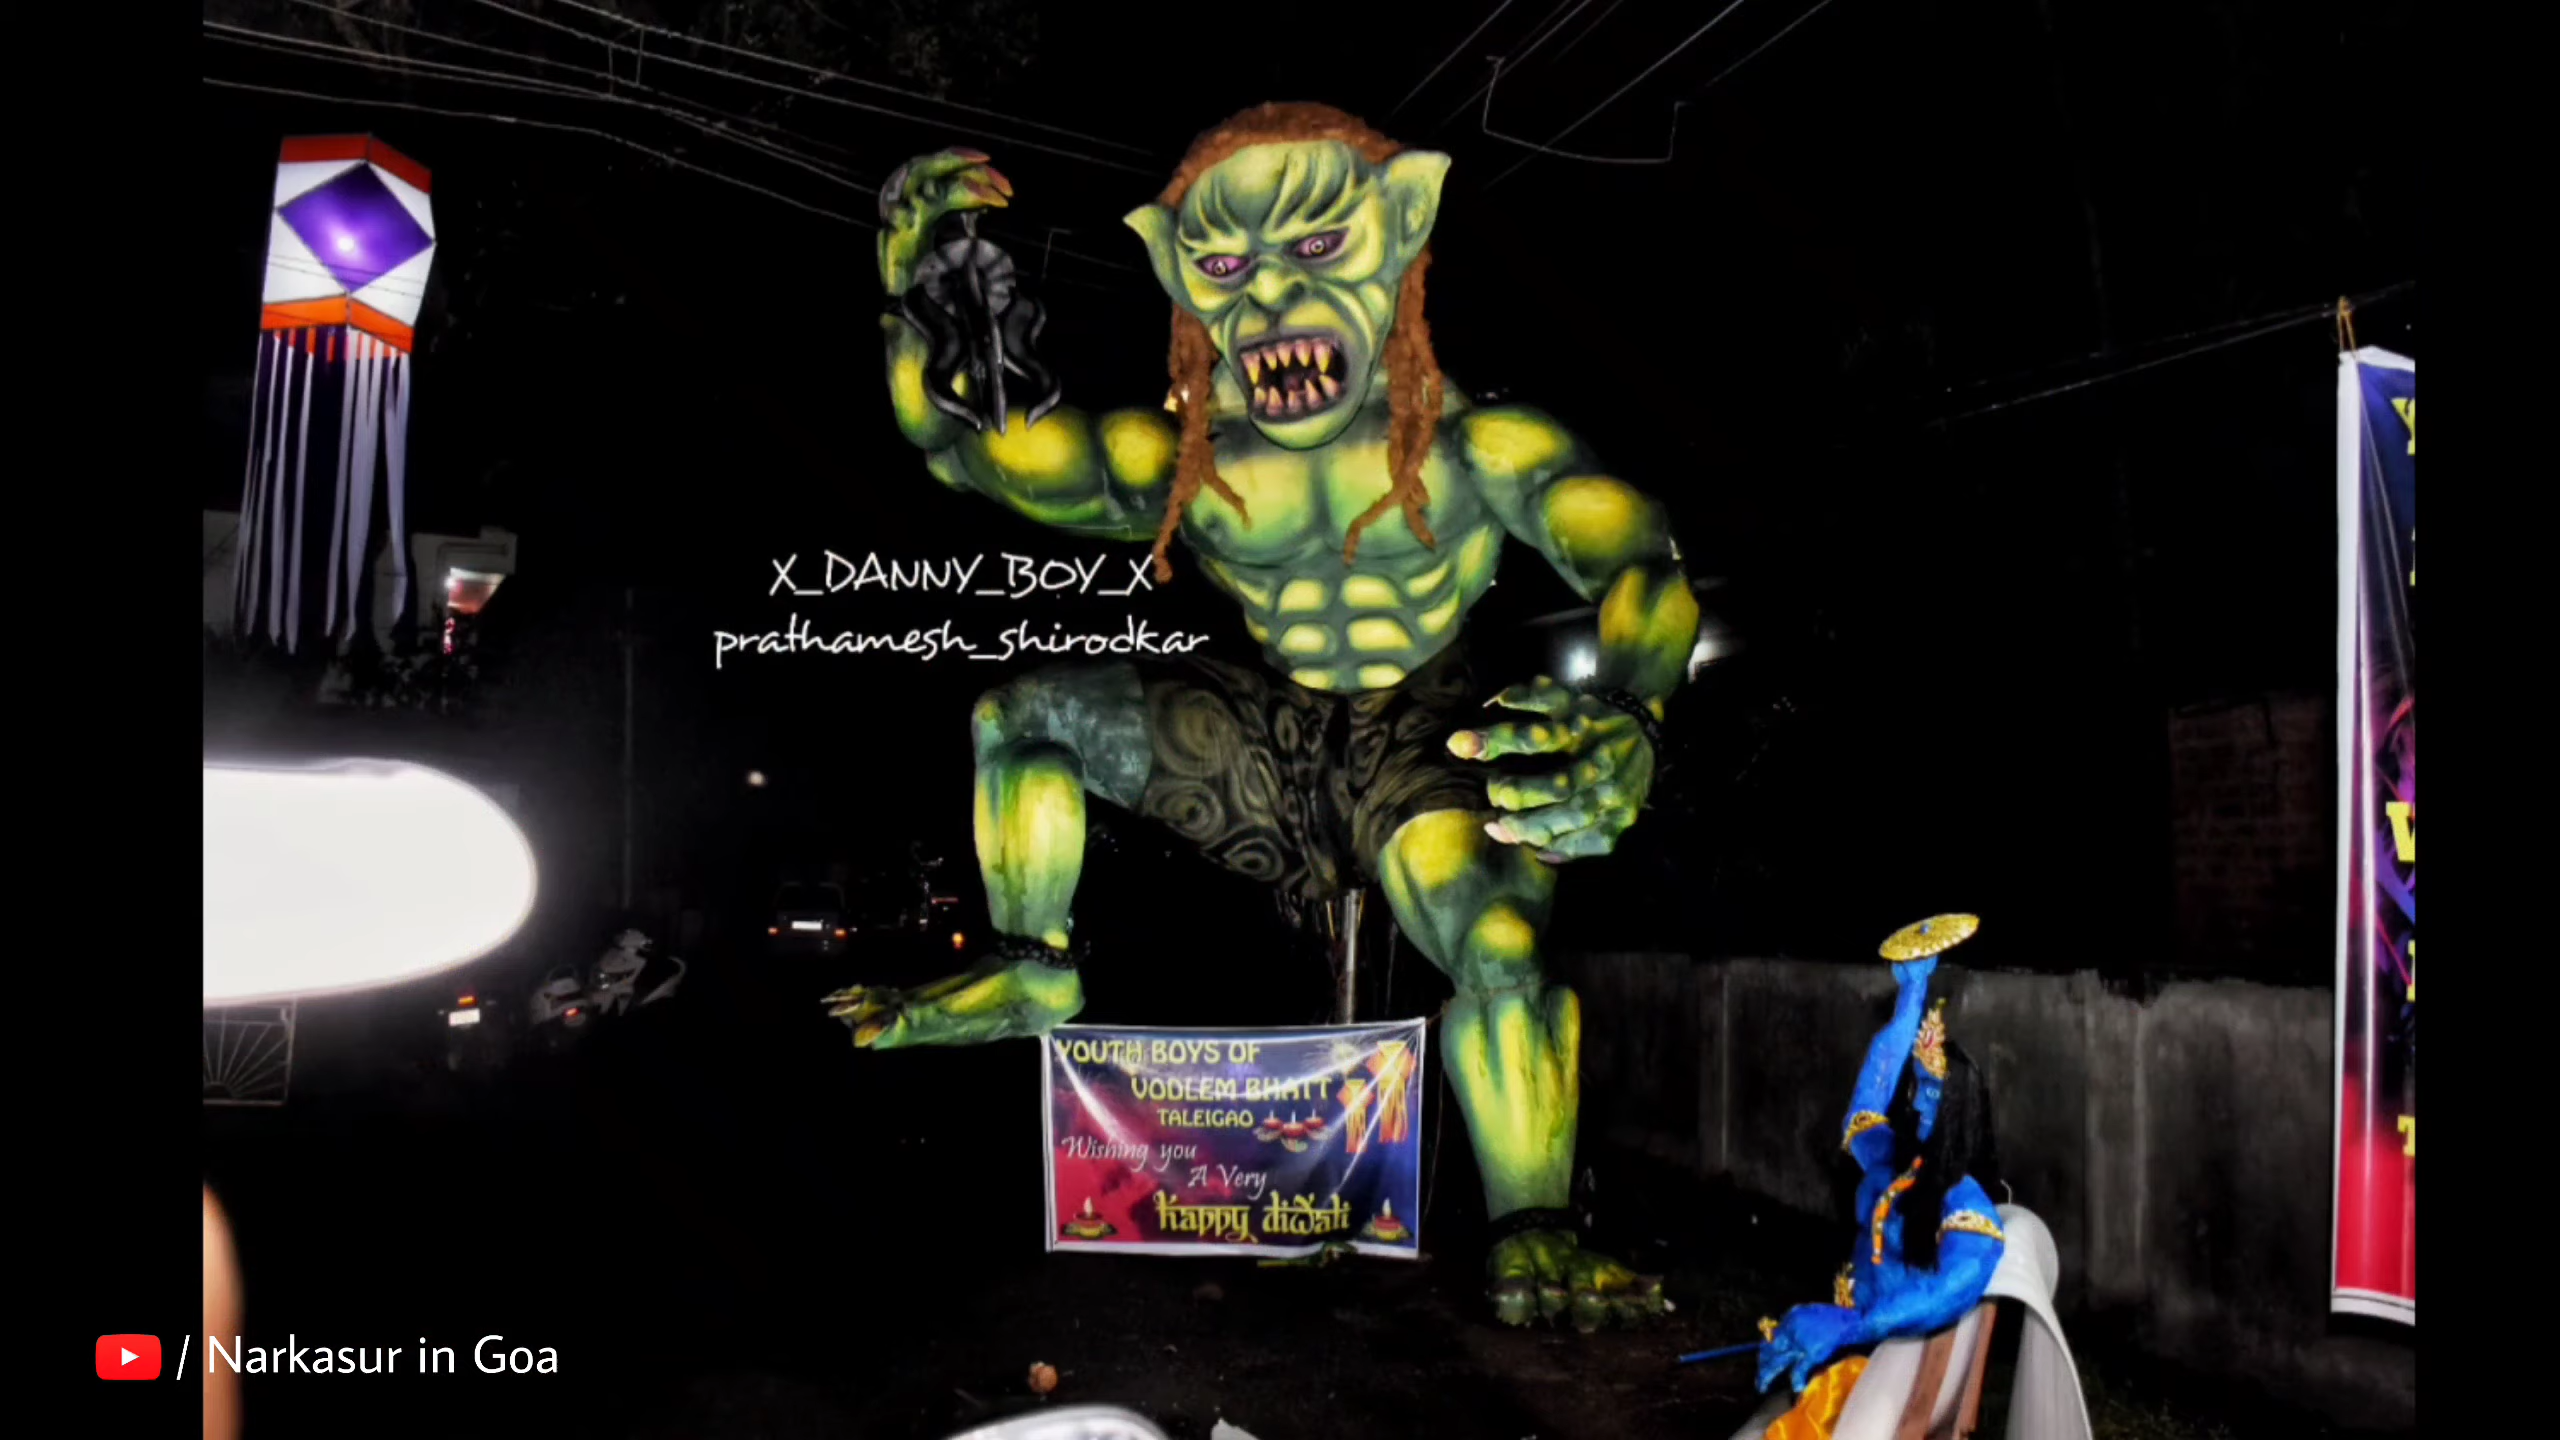 X_DANNY_BOY_X
prathamesh_shirodkar
YOUTH BOYS OF
VODLEM BHATT
TALEIGAO
Wishing you
A Very
Happy diwali
/ Narkasur in Goa